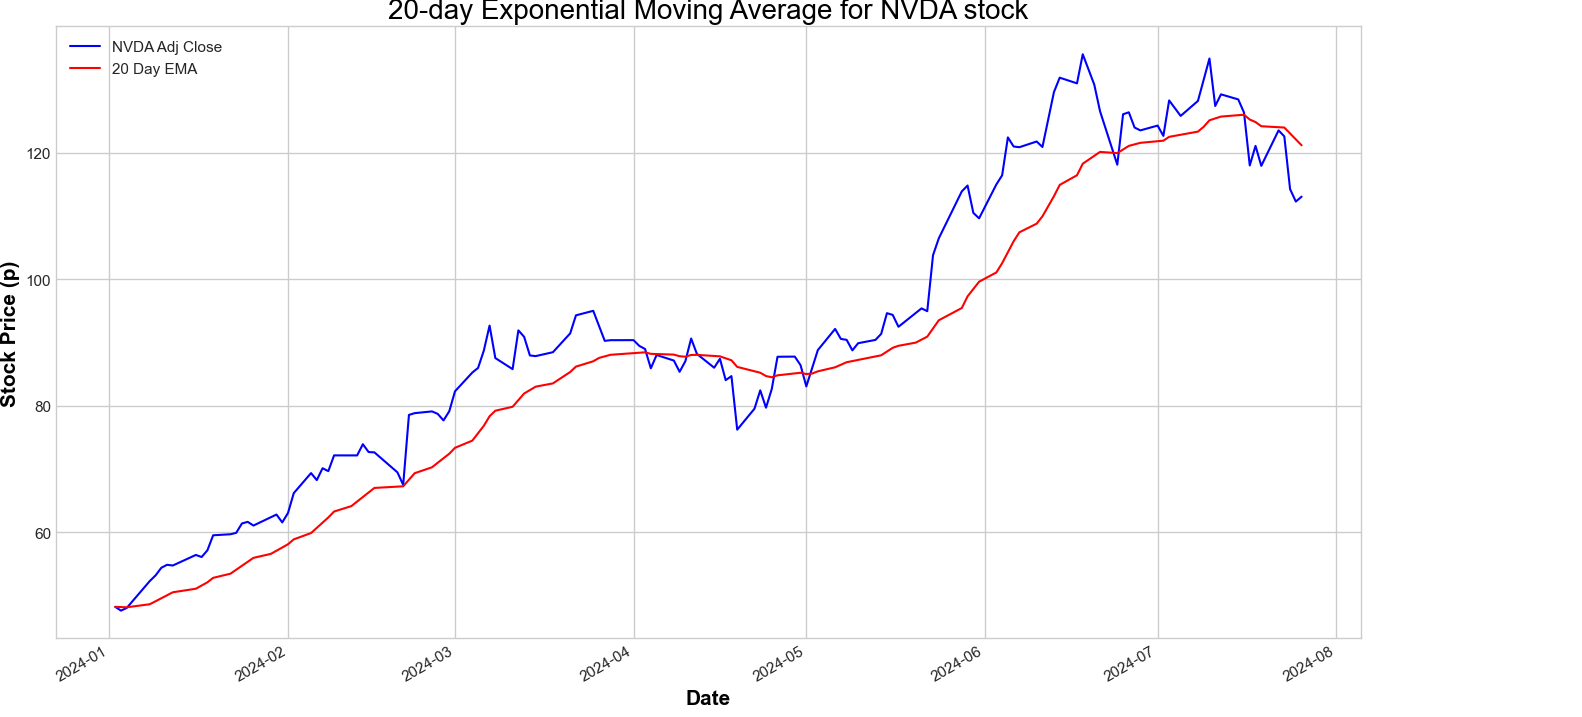 20-day Exponential Moving Average for NVDA stock
NVDA Adj Close
20 Day EMA
Stock Price (p)
120
100
80
60
2024-01
2024-02
2024-03
2024-04
2024-05
2024-06
2024-07
2024-08
Date